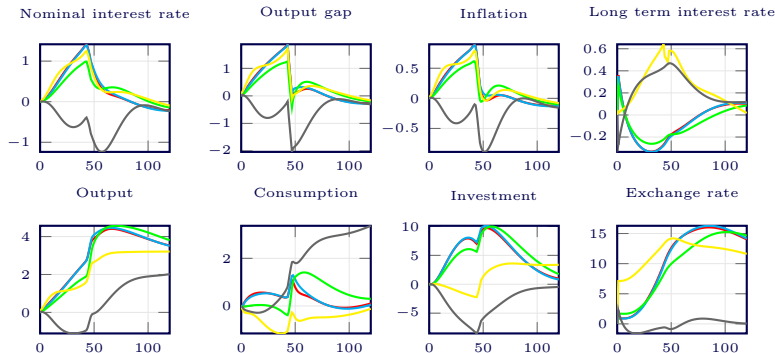 Nominal interest rate
Output gap
Inflation
Long term interest rate
1
0
−1
0 50 100
1
0
−1
−2
0 50 100
0.5
0
−0.5
0 50 100
0.6
0.4
0.2
0
−0.2
0 50 100
Output
Consumption
Investment
Exchange rate
4
2
0
0 50 100
2
0
0 50 100
10
5
0
−5
0 50 100
15
10
5
0
0 50 100